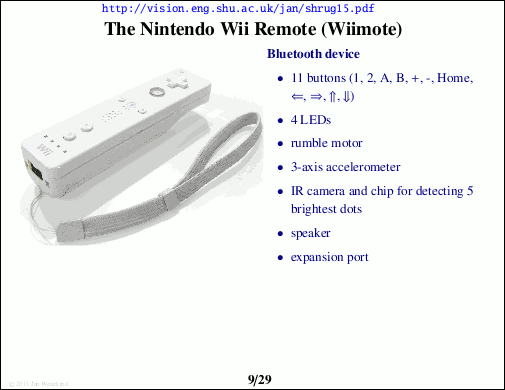 http://vision.eng.shu.ac.uk/jan/shrug15.pdf
The Nintendo Wii Remote (Wiimote)
Bluetooth device
• 11 buttons (1, 2, A, B, +, -, Home,
⇐, ⇒, ⇑, ⇓)
• 4 LEDs
• rumble motor
• 3-axis accelerometer
• IR camera and chip for detecting 5
brightest dots
• speaker
• expansion port
Wii
9/29